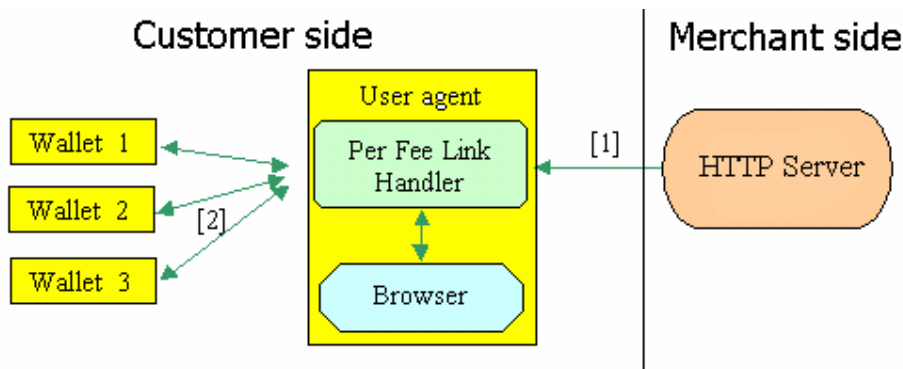 Customer side
Merchant side
User agent
Wallet 1
Per Fee Link
Handler
[1]
HTTP Server
Wallet 2
[2]
Wallet 3
Browser